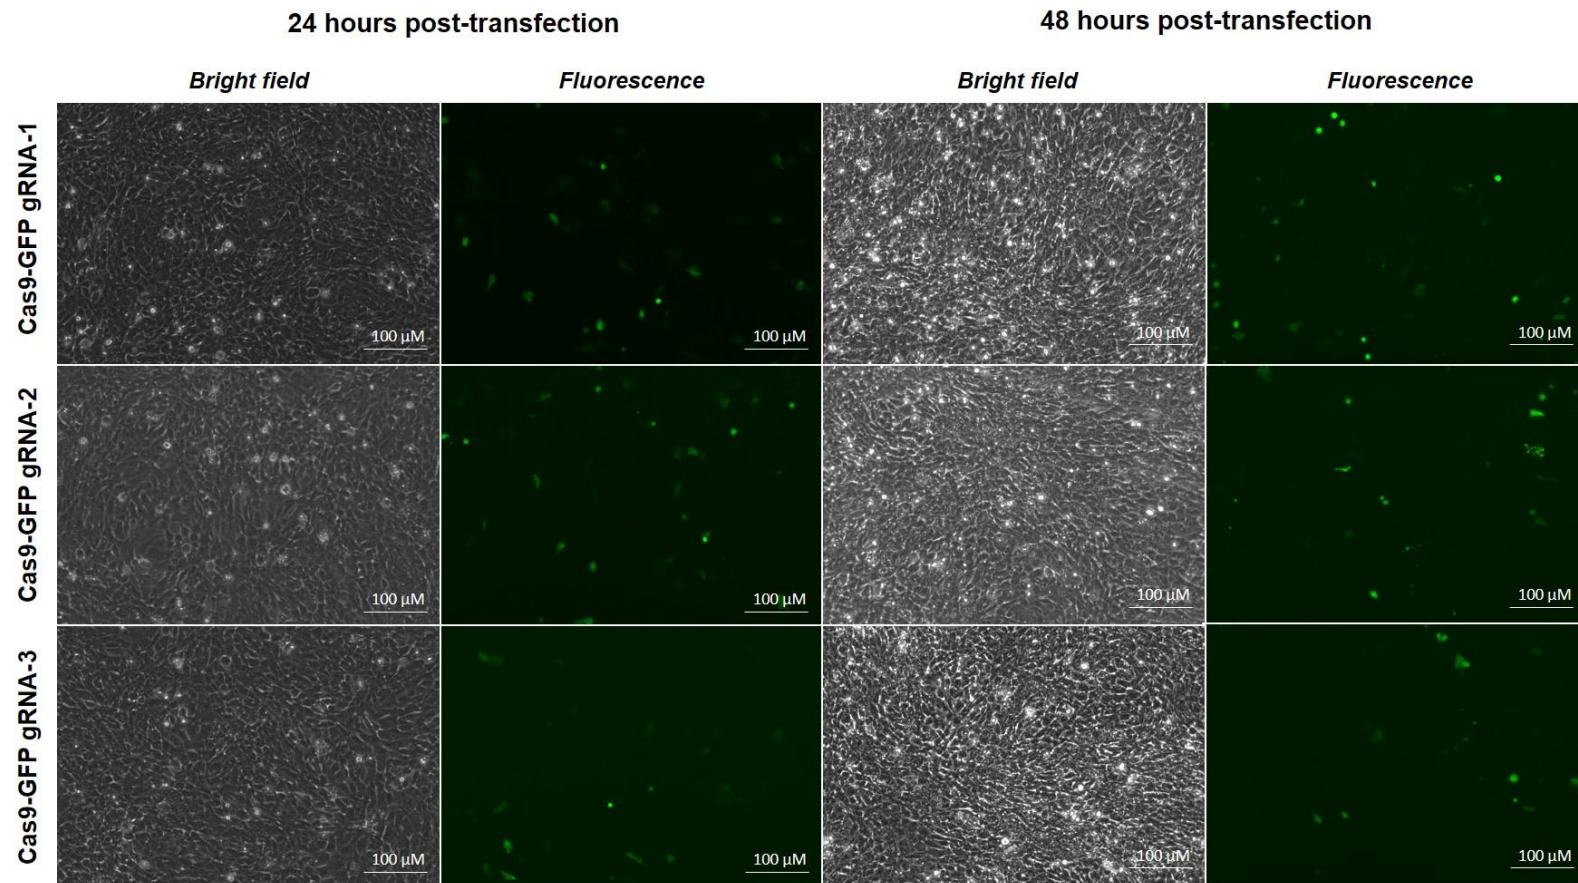 24 hours post-transfection
48 hours post-transfection
Bright field
Fluorescence
Bright field
Fluorescence
Cas9-GFP gRNA-1
100 µM
100 µM
100 µM
100 µM
Cas9-GFP gRNA-2
100 µM
100 µM
100 µM
100 µM
Cas9-GFP gRNA-3
100 µM
100 µM
100 µM
100 µM